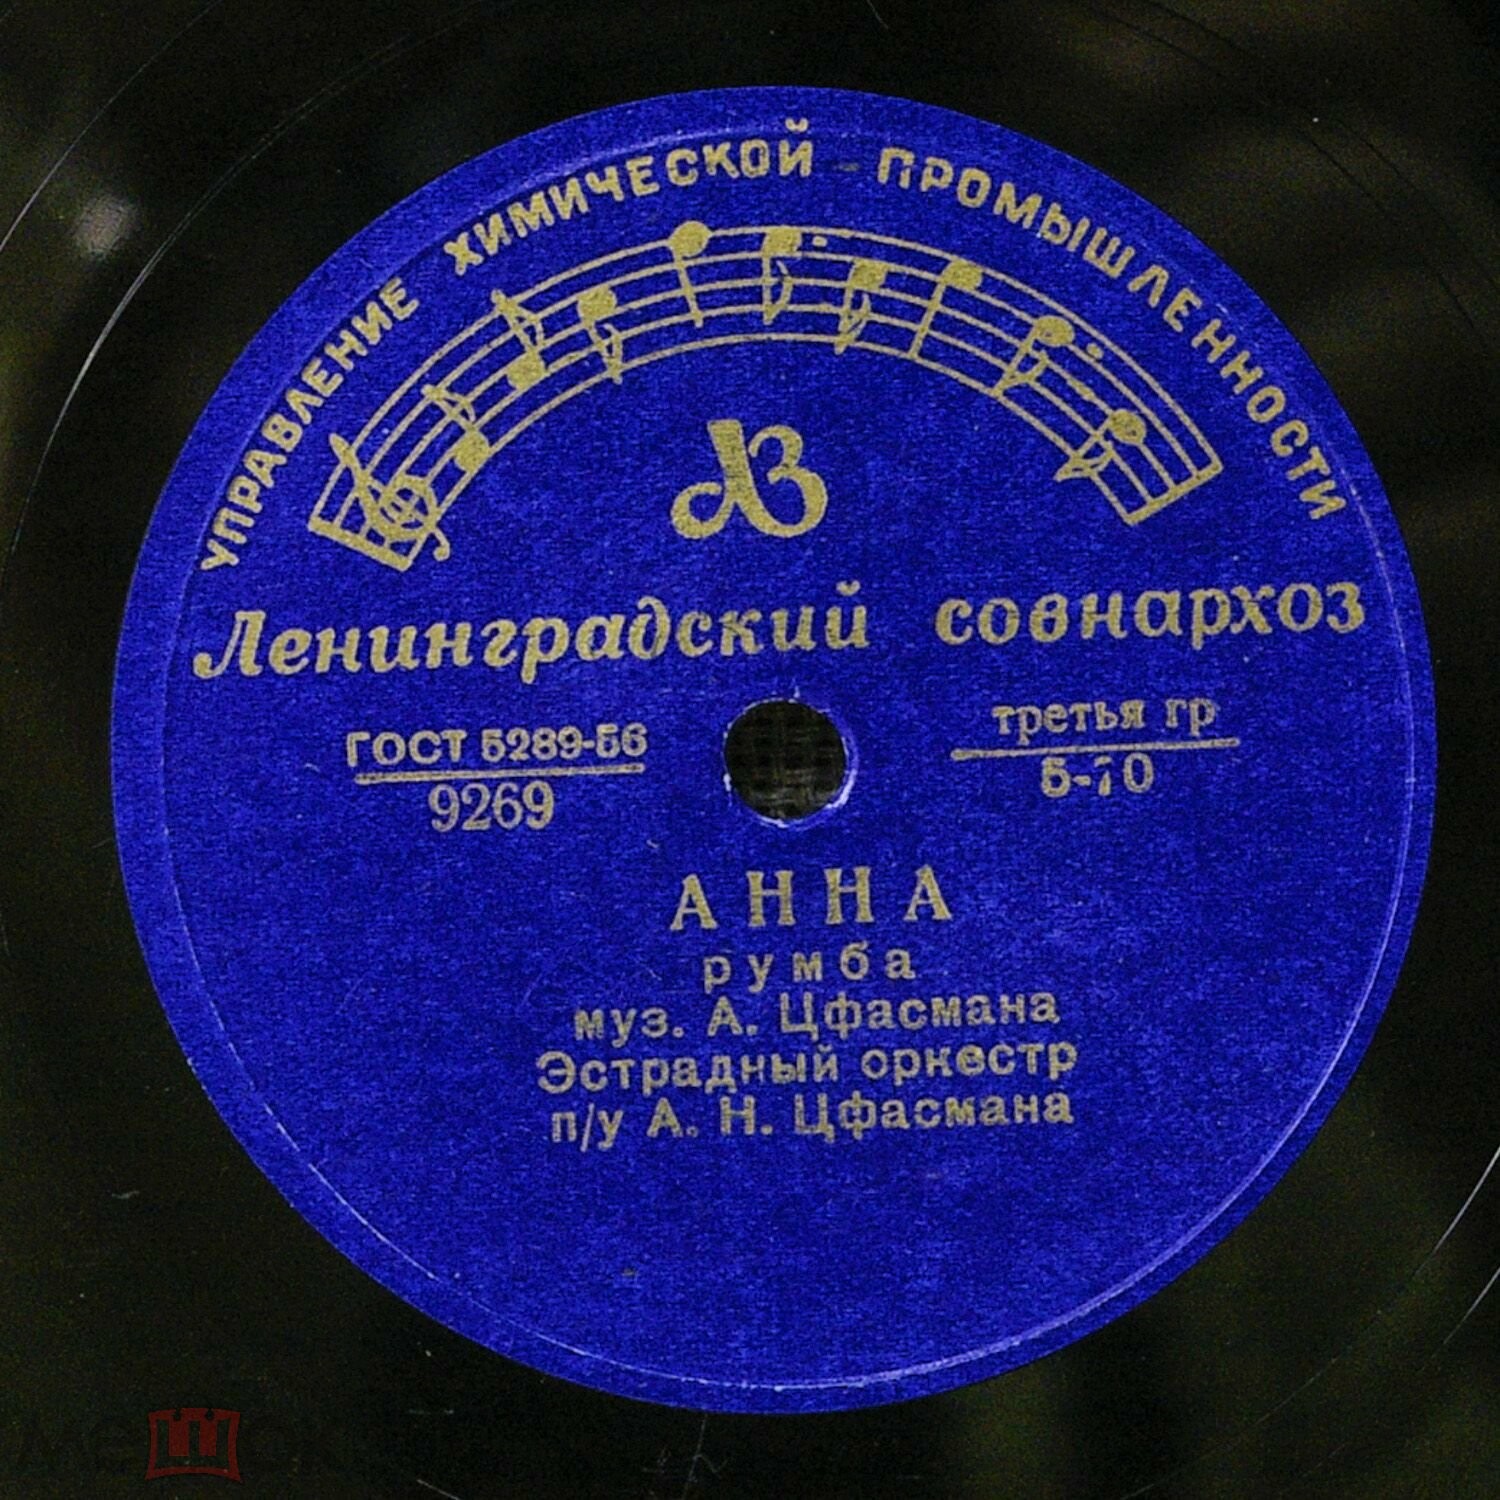 УПРАВЛЕНИЕ ХИМИЧЕСКОЙ ПРОМЫШЛЕННОСТИ
ЛЗ
Ленинградский совнархоз
ГОСТ 5289-56
9269
третья гр
5-70
АННА
румба
муз. А. Цфасмана
Эстрадный оркестр
п/у А. Н. Цфасмана